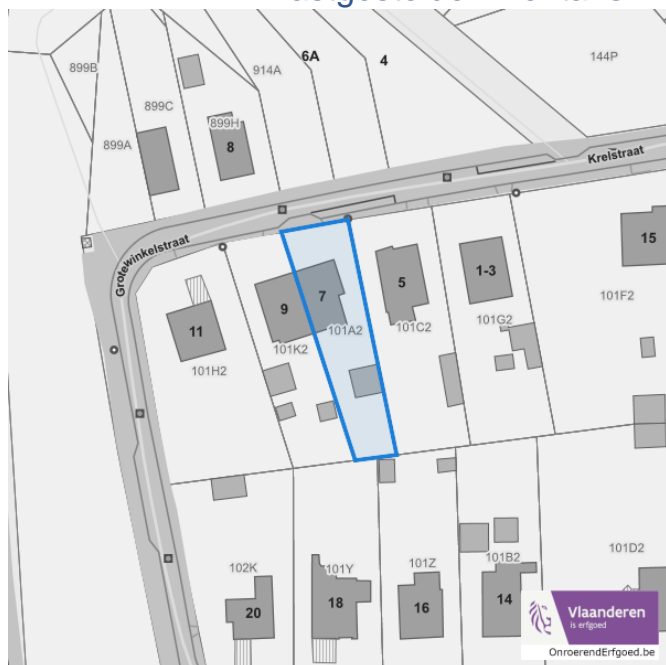 6A
4
144P
899B
914A
899C
899H
899A
8
Krelstraat
Grotewinkelstraat
15
1-3
5
7
9
11
101F2
101G2
101C2
101A2
101K2
101H2
101D2
101B2
101Z
101Y
102K
14
16
18
20
Vlaanderen
is erfgoed
OnroerendErfgoed.be